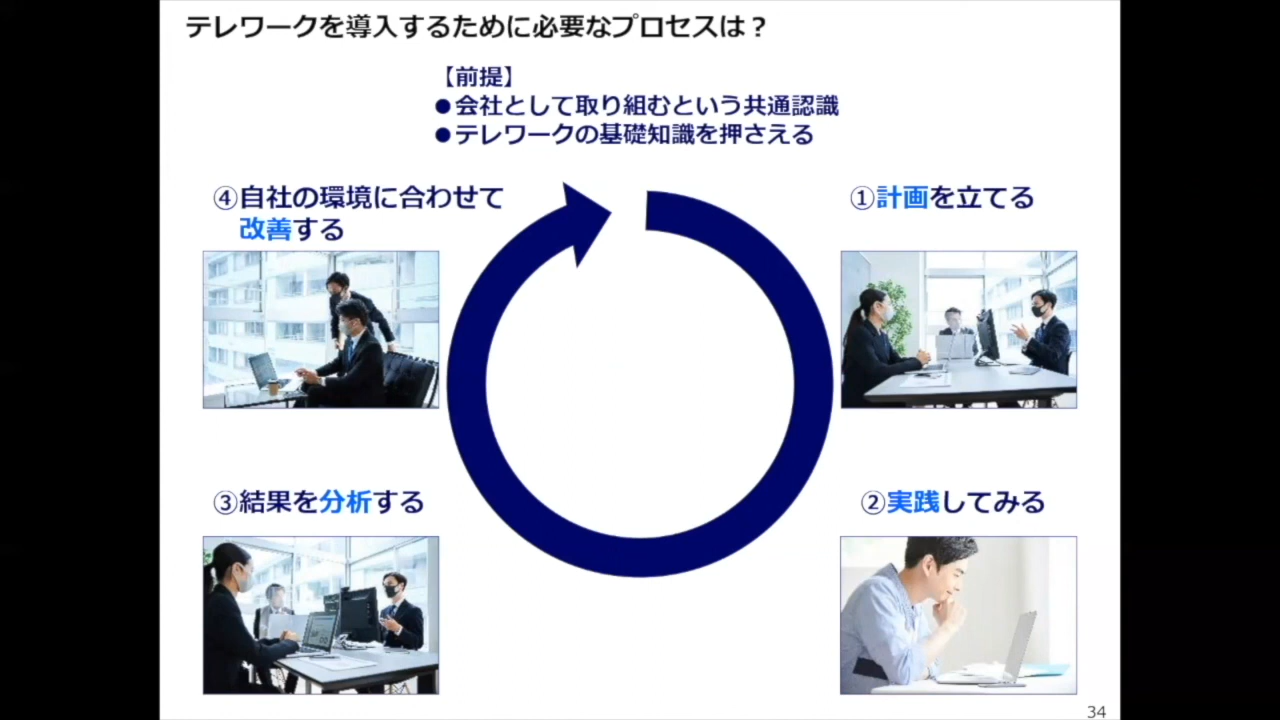 テレワークを導入するために必要なプロセスは？
【前提】
●会社として取り組むという共通認識
●テレワークの基礎知識を押さえる
④自社の環境に合わせて
改善する
①計画を立てる
③結果を分析する
②実践してみる
34